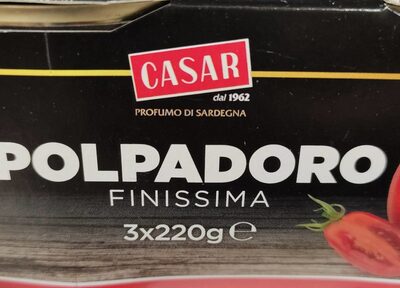 CASAR
dal 1962
PROFUMO DI SARDEGNA
POLPADORO
FINISSIMA
3x220g℮